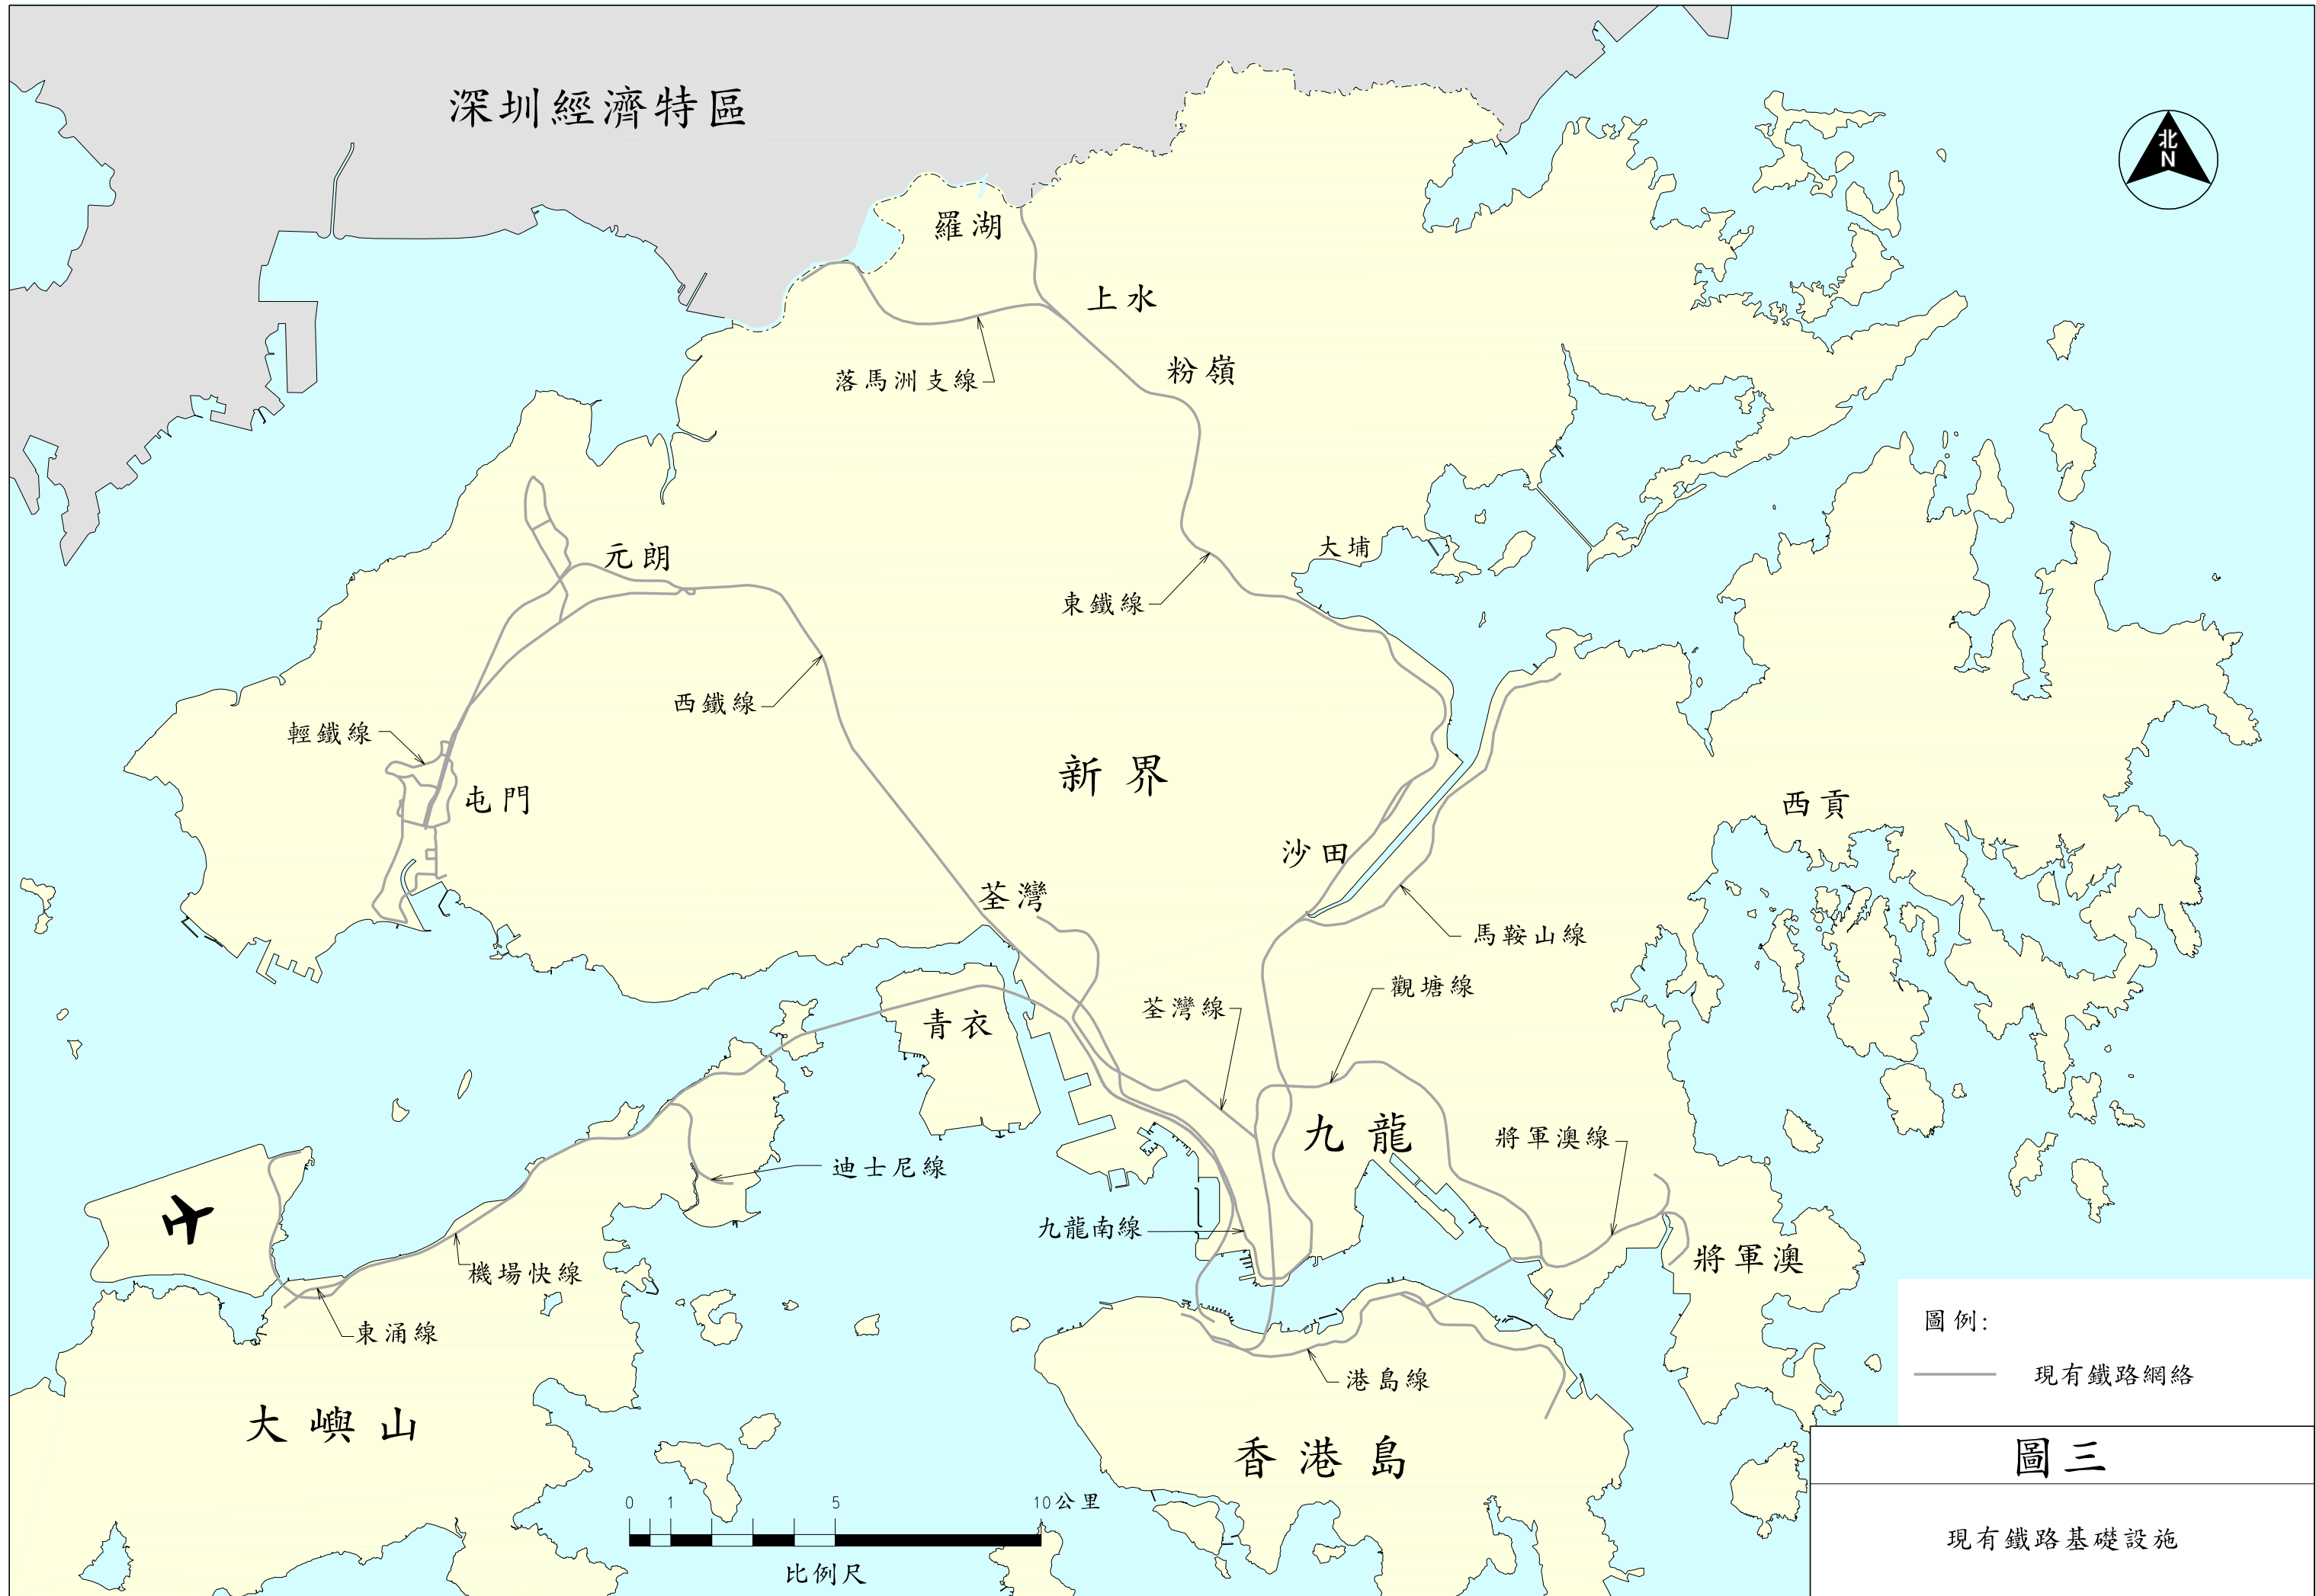 深圳經濟特區
北
N
羅湖
上水
粉嶺
落馬洲支線
元朗
大埔
東鐵線
西鐵線
輕鐵線
新界
屯門
西貢
沙田
荃灣
馬鞍山線
觀塘線
荃灣線
青衣
九龍
將軍澳線
迪士尼線
九龍南線
將軍澳
機場快線
東涌線
港島線
大嶼山
香港島
0 1 5 10公里
比例尺
圖例:
現有鐵路網絡
圖三
現有鐵路基礎設施